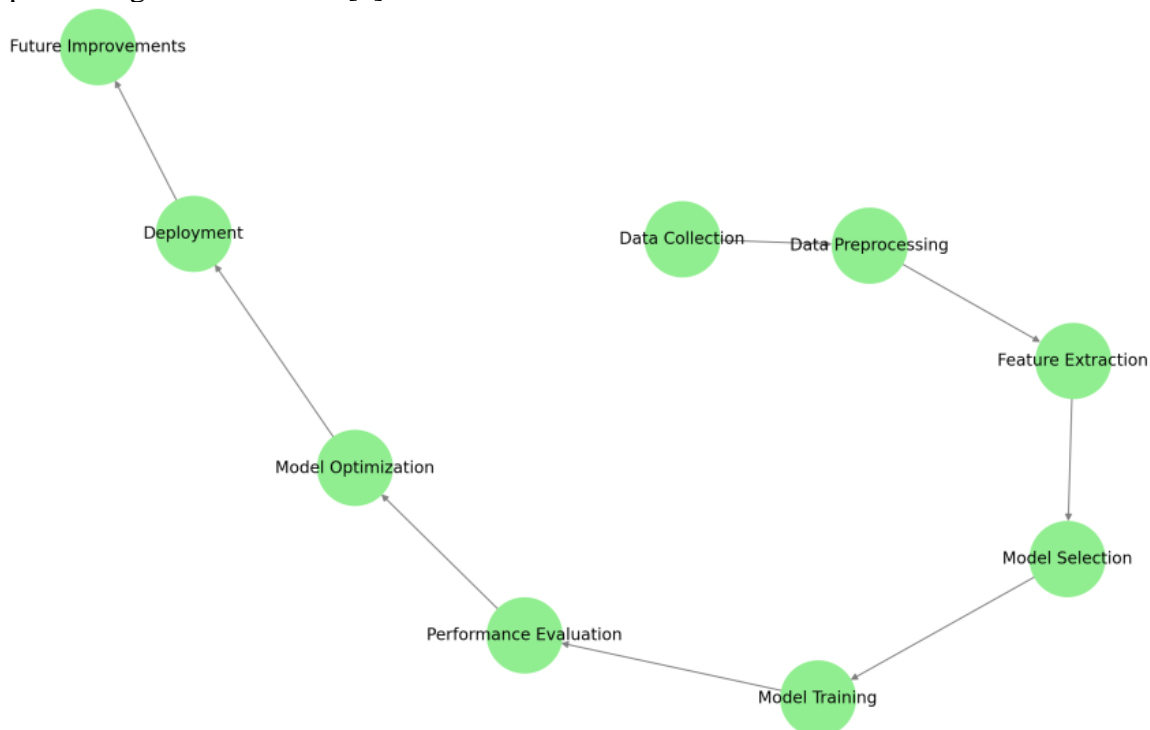 Future Improvements
Deployment
Data Collection
Data Preprocessing
Feature Extraction
Model Optimization
Model Selection
Performance Evaluation
Model Training